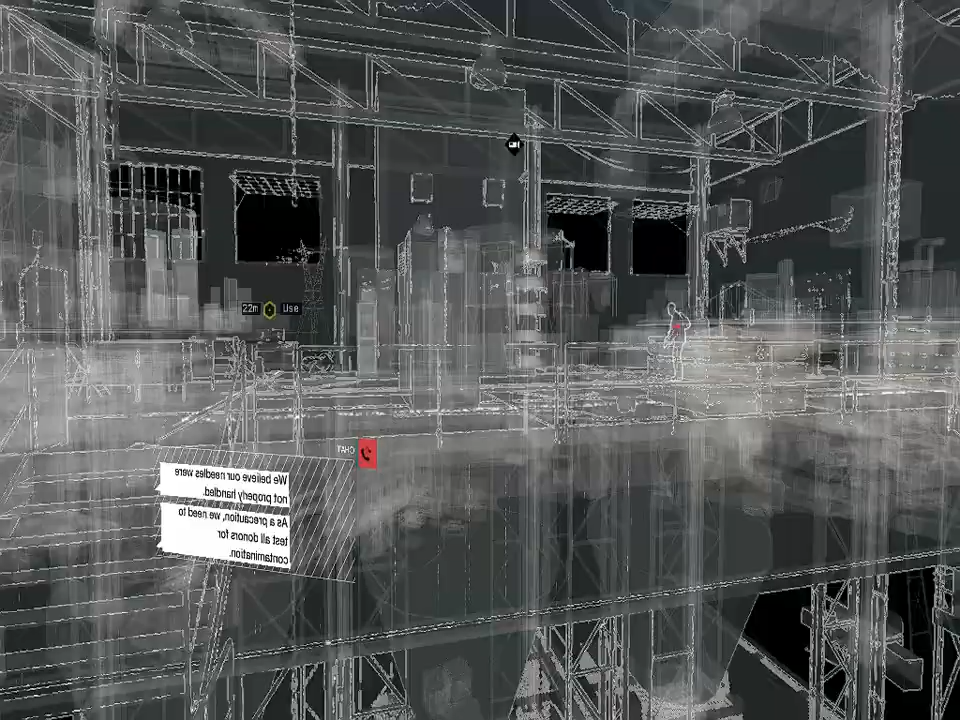 22m Use
CHAT
We believe our needles were
not properly handled.
As a precaution, we need to
test all donors for
contamination.